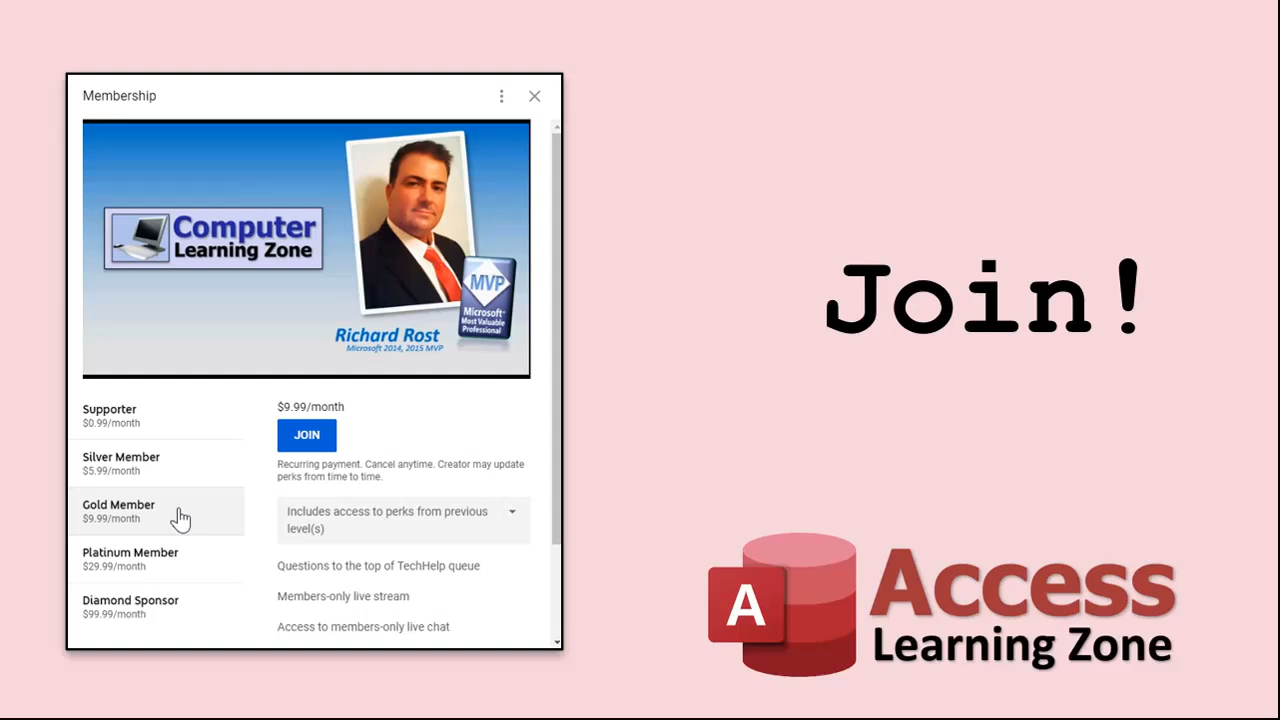 Membership
Computer
Learning Zone
MVP
Microsoft®
Most Valuable
Professional
Richard Rost
Microsoft 2014, 2015 MVP
Supporter
$0.99/month
Silver Member
$5.99/month
Gold Member
$9.99/month
Platinum Member
$29.99/month
Diamond Sponsor
$99.99/month
$9.99/month
JOIN
Recurring payment. Cancel anytime. Creator may update
perks from time to time.
Includes access to perks from previous
level(s)
Questions to the top of TechHelp queue
Members-only live stream
Access to members-only live chat
Join!
A
Access
Learning Zone